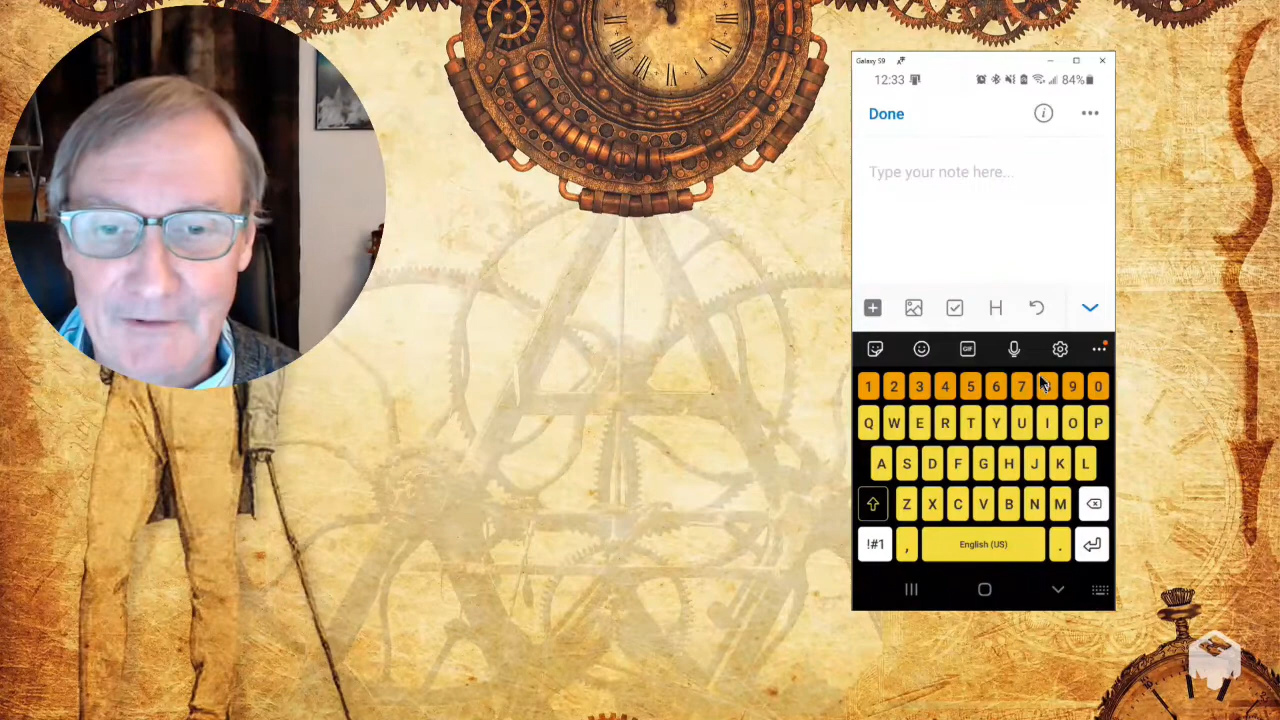 Galaxy S9
12:33 84%
Done
Type your note here...
H
GIF
1 2 3 4 5 6 7 8 9 0
Q W E R T Y U I O P
A S D F G H J K L
Z X C V B N M
!#1 , English (US) .